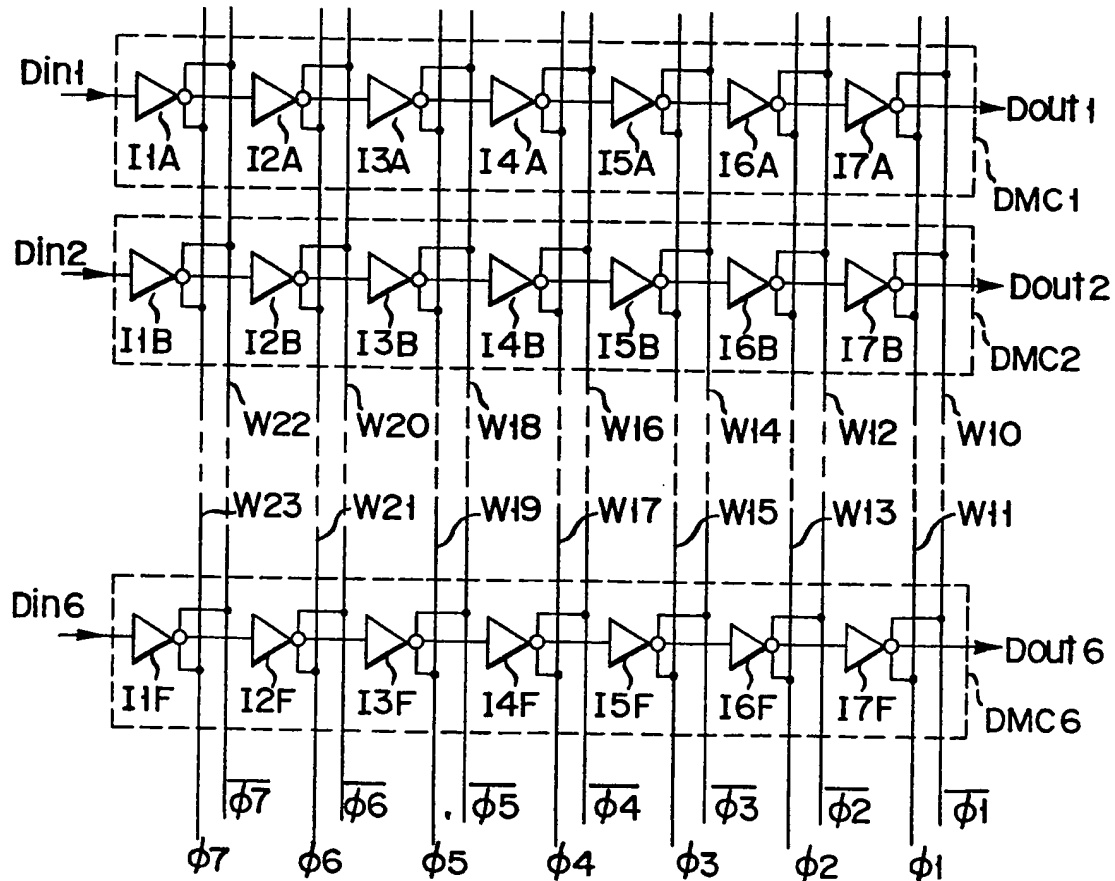 Din1
Dout1
I1A I2A I3A I4A I5A I6A I7A
DMC1
Din2
Dout2
I1B I2B I3B I4B I5B I6B I7B
DMC2
W22 W20 W18 W16 W14 W12 W10
W23 W21 W19 W17 W15 W13 W11
Din6
Dout6
I1F I2F I3F I4F I5F I6F I7F
DMC6
φ̅7̅ φ̅6̅ φ̅5̅ φ̅4̅ φ̅3̅ φ̅2̅ φ̅1̅
φ7 φ6 φ5 φ4 φ3 φ2 φ1